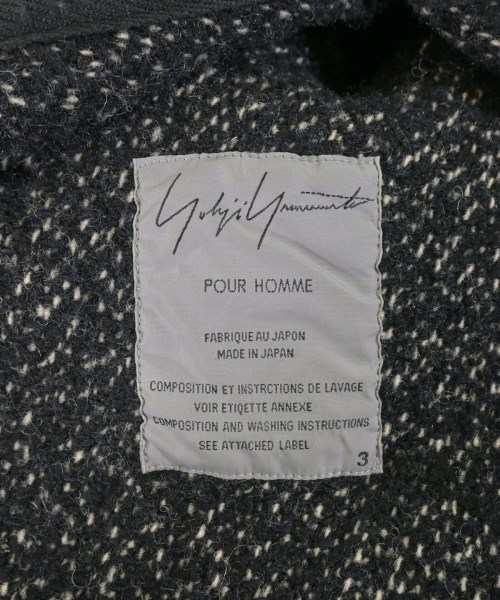 Yohji Yamamoto
POUR HOMME
FABRIQUE AU JAPON
MADE IN JAPAN
COMPOSITION ET INSTRCTIONS DE LAVAGE
VOIR ETIQETTE ANNEXE
COMPOSITION AND WASHING INSTRUCTIONS
SEE ATTACHED LABEL
3